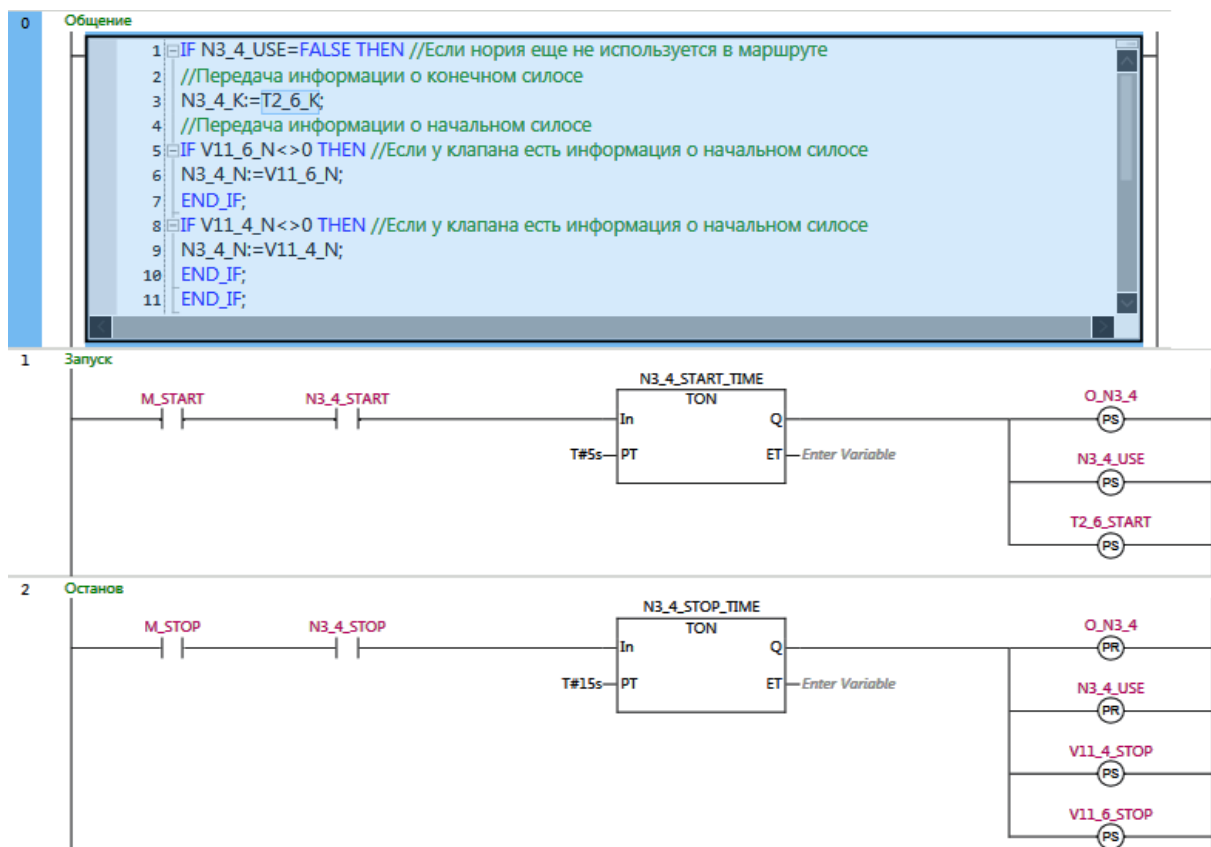 0 Общение
1 IF N3_4_USE=FALSE THEN //Если нория еще не используется в маршруте
2 //Передача информации о конечном силосе
3 N3_4_K:=T2_6_K;
4 //Передача информации о начальном силосе
5 IF V11_6_N<>0 THEN //Если у клапана есть информация о начальном силосе
6 N3_4_N:=V11_6_N;
7 END_IF;
8 IF V11_4_N<>0 THEN //Если у клапана есть информация о начальном силосе
9 N3_4_N:=V11_4_N;
10 END_IF;
11 END_IF;
1 Запуск
N3_4_START_TIME
M_START N3_4_START TON O_N3_4
In Q PS
T#5s PT ET Enter Variable
N3_4_USE
PS
T2_6_START
PS
2 Останов
N3_4_STOP_TIME
M_STOP N3_4_STOP TON O_N3_4
In Q PR
T#15s PT ET Enter Variable
N3_4_USE
PR
V11_4_STOP
PS
V11_6_STOP
PS